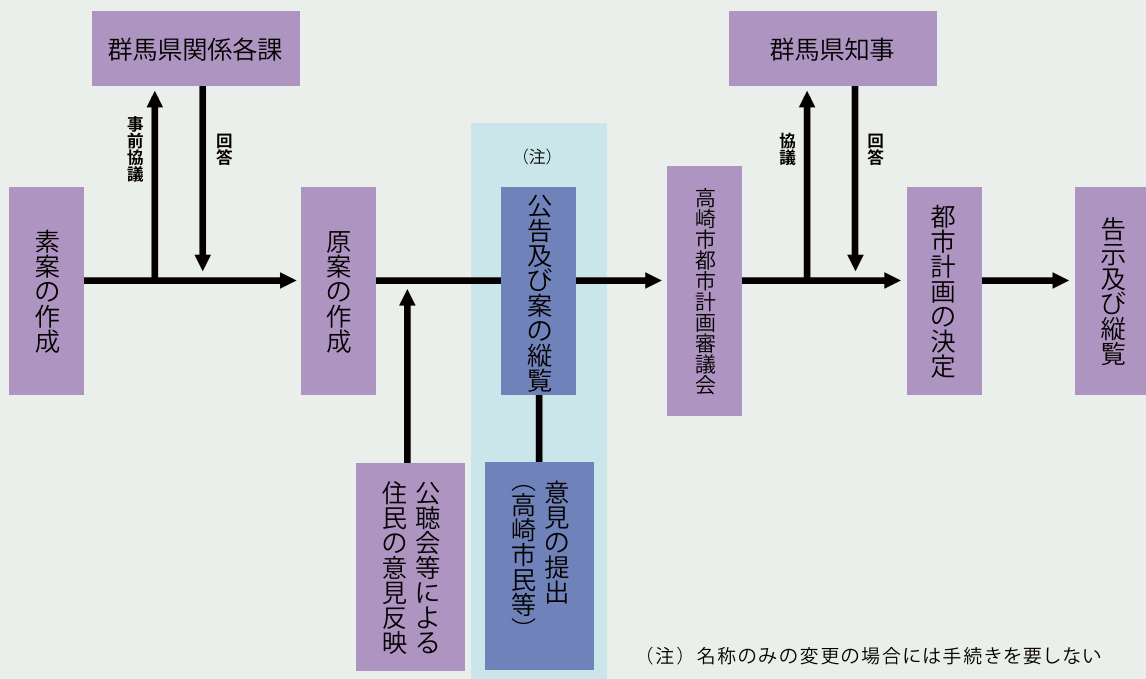 群馬県関係各課
群馬県知事
事前協議
回答
（注）
協議
回答
素案の作成
原案の作成
公告及び案の縦覧
高崎市都市計画審議会
都市計画の決定
告示及び縦覧
公聴会等による
住民の意見反映
意見の提出
（高崎市民等）
（注）名称のみの変更の場合には手続きを要しない